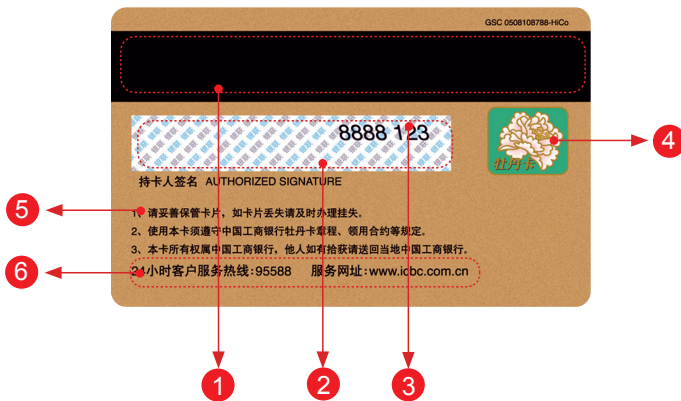 GSC 0508108788-HiCo
8888 123
牡丹卡
持卡人签名 AUTHORIZED SIGNATURE
1、请妥善保管卡片，如卡片丢失请及时办理挂失。
2、使用本卡须遵守中国工商银行牡丹卡章程、领用合约等规定。
3、本卡所有权属中国工商银行，他人如有拾获请送回当地中国工商银行。
24小时客户服务热线:95588 服务网址:www.icbc.com.cn
1
2
3
4
5
6